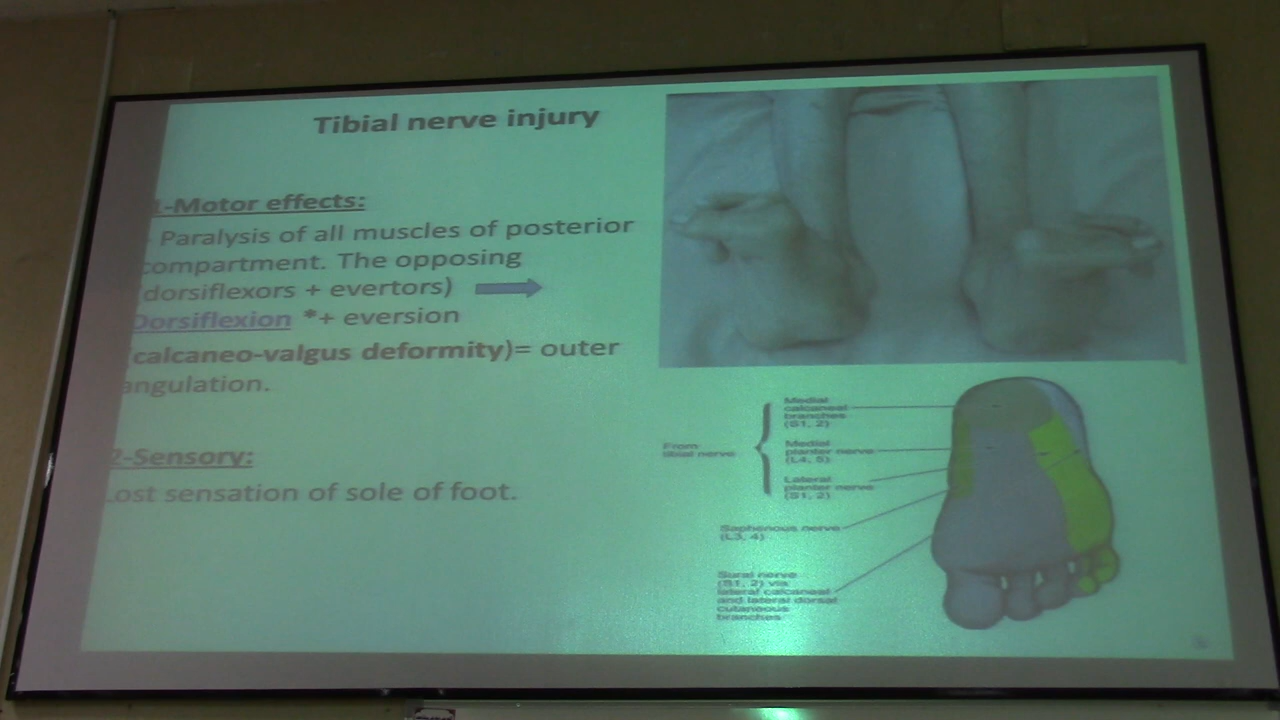 Tibial nerve injury
1-Motor effects:
- Paralysis of all muscles of posterior
compartment. The opposing
(dorsiflexors + evertors)
Dorsiflexion *+ eversion
(calcaneo-valgus deformity)= outer
angulation.
2-Sensory:
Lost sensation of sole of foot.
Medial
calcaneal
branches
(S1, 2)
From
tibial nerve
Medial
plantar nerve
(L4, 5)
Lateral
plantar nerve
(S1, 2)
Saphenous nerve
(L3, 4)
Sural nerve
(S1, 2) via
lateral calcaneal
and lateral dorsal
cutaneous
branches